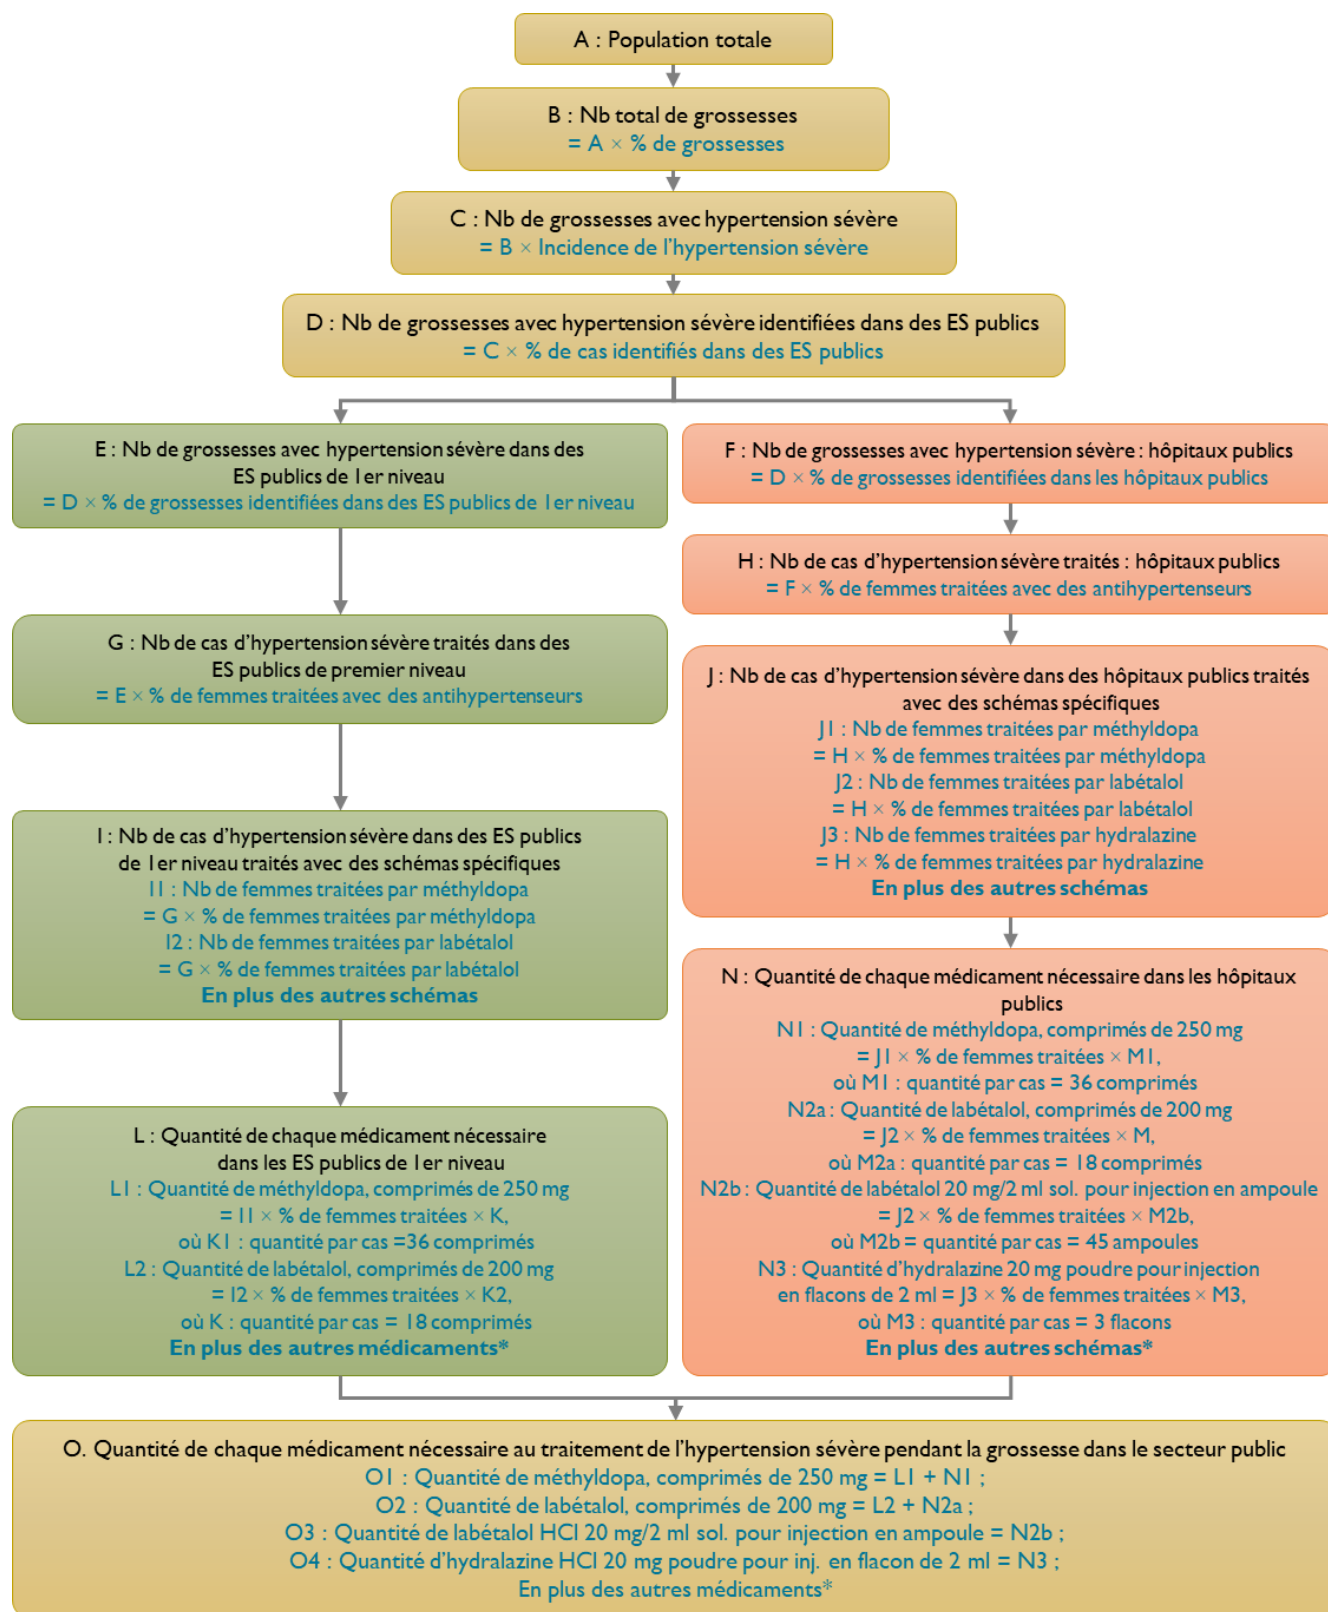 A : Population totale
B : Nb total de grossesses
= A × % de grossesses
C : Nb de grossesses avec hypertension sévère
= B × Incidence de l’hypertension sévère
D : Nb de grossesses avec hypertension sévère identifiées dans des ES publics
= C × % de cas identifiés dans des ES publics
E : Nb de grossesses avec hypertension sévère dans des
ES publics de 1er niveau
= D × % de grossesses identifiées dans des ES publics de 1er niveau
G : Nb de cas d’hypertension sévère traités dans des
ES publics de premier niveau
= E × % de femmes traitées avec des antihypertenseurs
I : Nb de cas d’hypertension sévère dans des ES publics
de 1er niveau traités avec des schémas spécifiques
I1 : Nb de femmes traitées par méthyldopa
= G × % de femmes traitées par méthyldopa
I2 : Nb de femmes traitées par labétalol
= G × % de femmes traitées par labétalol
En plus des autres schémas
L : Quantité de chaque médicament nécessaire
dans les ES publics de 1er niveau
L1 : Quantité de méthyldopa, comprimés de 250 mg
= I1 × % de femmes traitées × K,
où K1 : quantité par cas =36 comprimés
L2 : Quantité de labétalol, comprimés de 200 mg
= I2 × % de femmes traitées × K2,
où K : quantité par cas = 18 comprimés
En plus des autres médicaments*
F : Nb de grossesses avec hypertension sévère : hôpitaux publics
= D × % de grossesses identifiées dans les hôpitaux publics
H : Nb de cas d’hypertension sévère traités : hôpitaux publics
= F × % de femmes traitées avec des antihypertenseurs
J : Nb de cas d’hypertension sévère dans des hôpitaux publics traités
avec des schémas spécifiques
J1 : Nb de femmes traitées par méthyldopa
= H × % de femmes traitées par méthyldopa
J2 : Nb de femmes traitées par labétalol
= H × % de femmes traitées par labétalol
J3 : Nb de femmes traitées par hydralazine
= H × % de femmes traitées par hydralazine
En plus des autres schémas
N : Quantité de chaque médicament nécessaire dans les hôpitaux
publics
N1 : Quantité de méthyldopa, comprimés de 250 mg
= J1 × % de femmes traitées × M1,
où M1 : quantité par cas = 36 comprimés
N2a : Quantité de labétalol, comprimés de 200 mg
= J2 × % de femmes traitées × M,
où M2a : quantité par cas = 18 comprimés
N2b : Quantité de labétalol 20 mg/2 ml sol. pour injection en ampoule
= J2 × % de femmes traitées × M2b,
où M2b = quantité par cas = 45 ampoules
N3 : Quantité d’hydralazine 20 mg poudre pour injection
en flacons de 2 ml = J3 × % de femmes traitées × M3,
où M3 : quantité par cas = 3 flacons
En plus des autres schémas*
O. Quantité de chaque médicament nécessaire au traitement de l’hypertension sévère pendant la grossesse dans le secteur public
O1 : Quantité de méthyldopa, comprimés de 250 mg = L1 + N1 ;
O2 : Quantité de labétalol, comprimés de 200 mg = L2 + N2a ;
O3 : Quantité de labétalol HCl 20 mg/2 ml sol. pour injection en ampoule = N2b ;
O4 : Quantité d’hydralazine HCl 20 mg poudre pour inj. en flacon de 2 ml = N3 ;
En plus des autres médicaments*